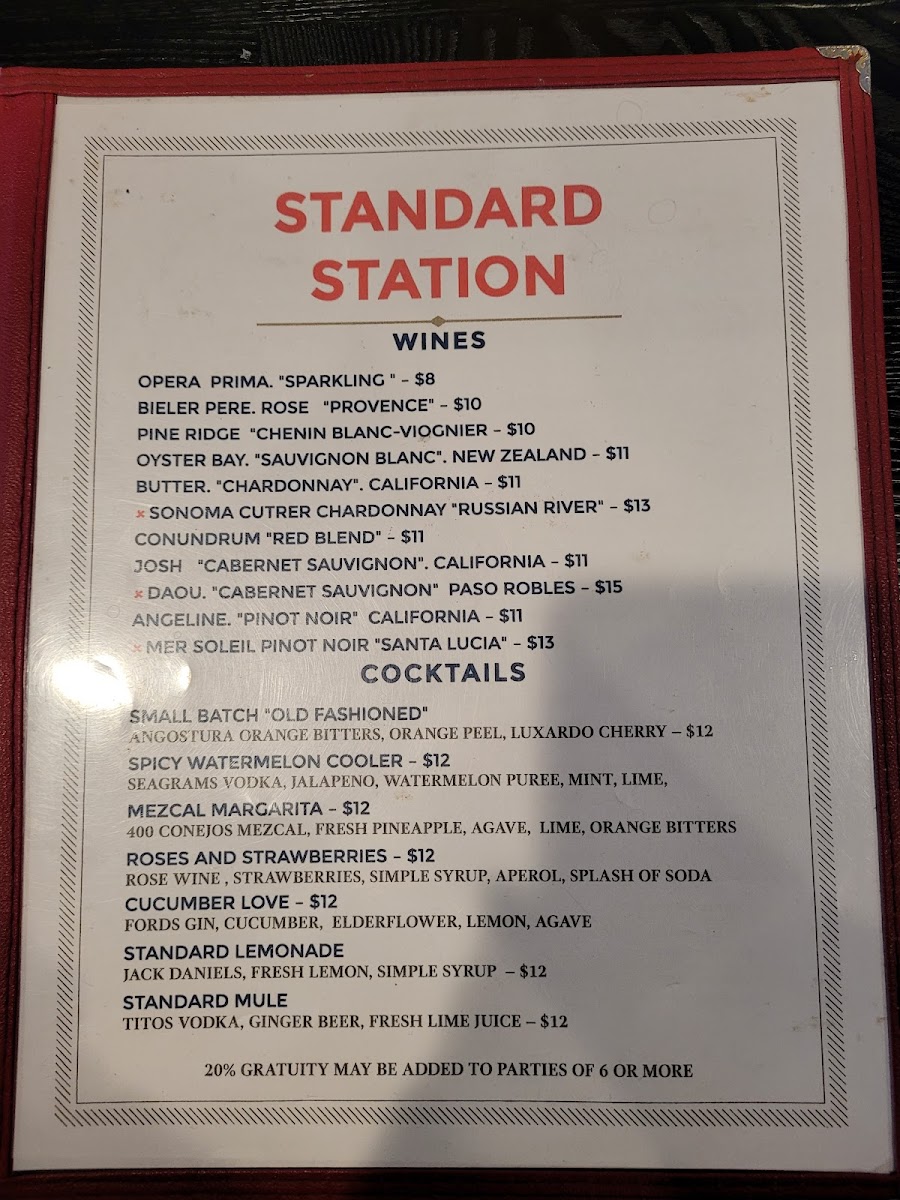 STANDARD
STATION
WINES
OPERA PRIMA. "SPARKLING " – $8
BIELER PERE. ROSE "PROVENCE" – $10
PINE RIDGE "CHENIN BLANC-VIOGNIER – $10
OYSTER BAY. "SAUVIGNON BLANC". NEW ZEALAND – $11
BUTTER. "CHARDONNAY". CALIFORNIA – $11
x SONOMA CUTRER CHARDONNAY "RUSSIAN RIVER" – $13
CONUNDRUM "RED BLEND" – $11
JOSH "CABERNET SAUVIGNON". CALIFORNIA – $11
x DAOU. "CABERNET SAUVIGNON" PASO ROBLES – $15
ANGELINE. "PINOT NOIR" CALIFORNIA – $11
x MER SOLEIL PINOT NOIR "SANTA LUCIA" – $13
COCKTAILS
SMALL BATCH "OLD FASHIONED"
ANGOSTURA ORANGE BITTERS, ORANGE PEEL, LUXARDO CHERRY – $12
SPICY WATERMELON COOLER – $12
SEAGRAMS VODKA, JALAPENO, WATERMELON PUREE, MINT, LIME,
MEZCAL MARGARITA – $12
400 CONEJOS MEZCAL, FRESH PINEAPPLE, AGAVE, LIME, ORANGE BITTERS
ROSES AND STRAWBERRIES – $12
ROSE WINE , STRAWBERRIES, SIMPLE SYRUP, APEROL, SPLASH OF SODA
CUCUMBER LOVE – $12
FORDS GIN, CUCUMBER, ELDERFLOWER, LEMON, AGAVE
STANDARD LEMONADE
JACK DANIELS, FRESH LEMON, SIMPLE SYRUP – $12
STANDARD MULE
TITOS VODKA, GINGER BEER, FRESH LIME JUICE – $12
20% GRATUITY MAY BE ADDED TO PARTIES OF 6 OR MORE